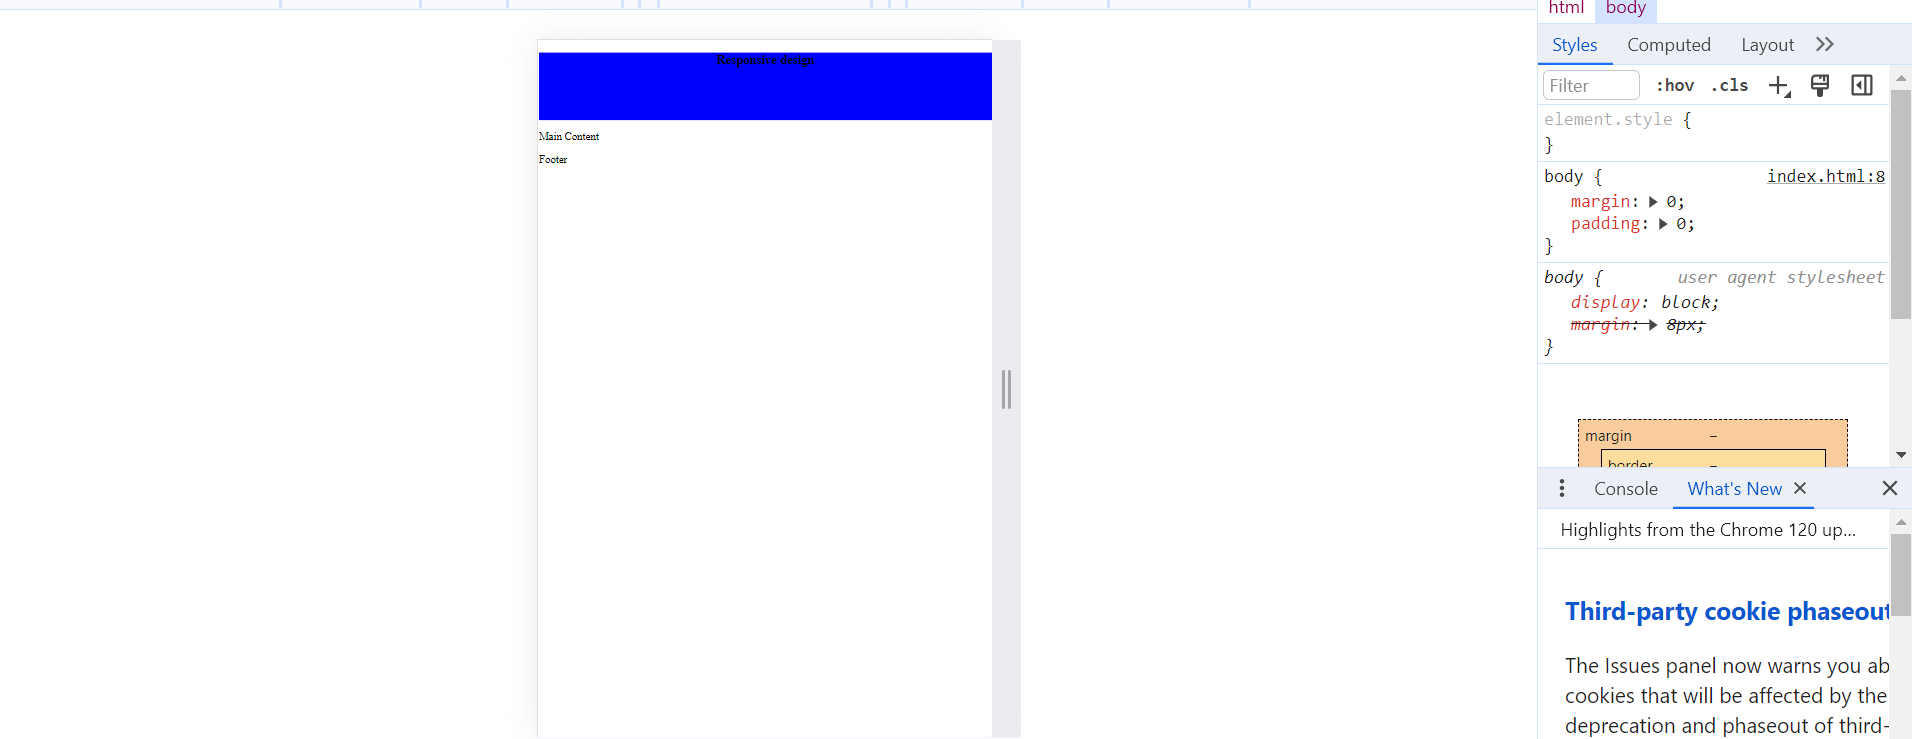 Responsive design
Main Content
Footer
html body
Styles Computed Layout
Filter :hov .cls
element.style {
}
body { index.html:8
margin: 0;
padding: 0;
}
body { user agent stylesheet
display: block;
margin: 8px;
}
margin –
border –
Console What's New
Highlights from the Chrome 120 up...
Third-party cookie phaseout
The Issues panel now warns you ab
cookies that will be affected by the
deprecation and phaseout of third-